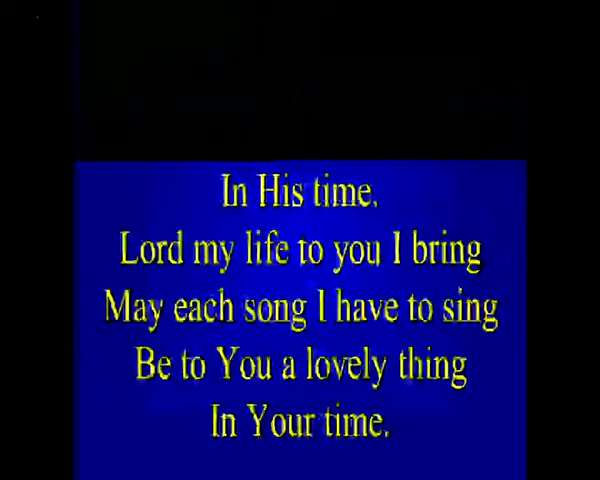 In His time.
Lord my life to you I bring
May each song I have to sing
Be to You a lovely thing
In Your time.